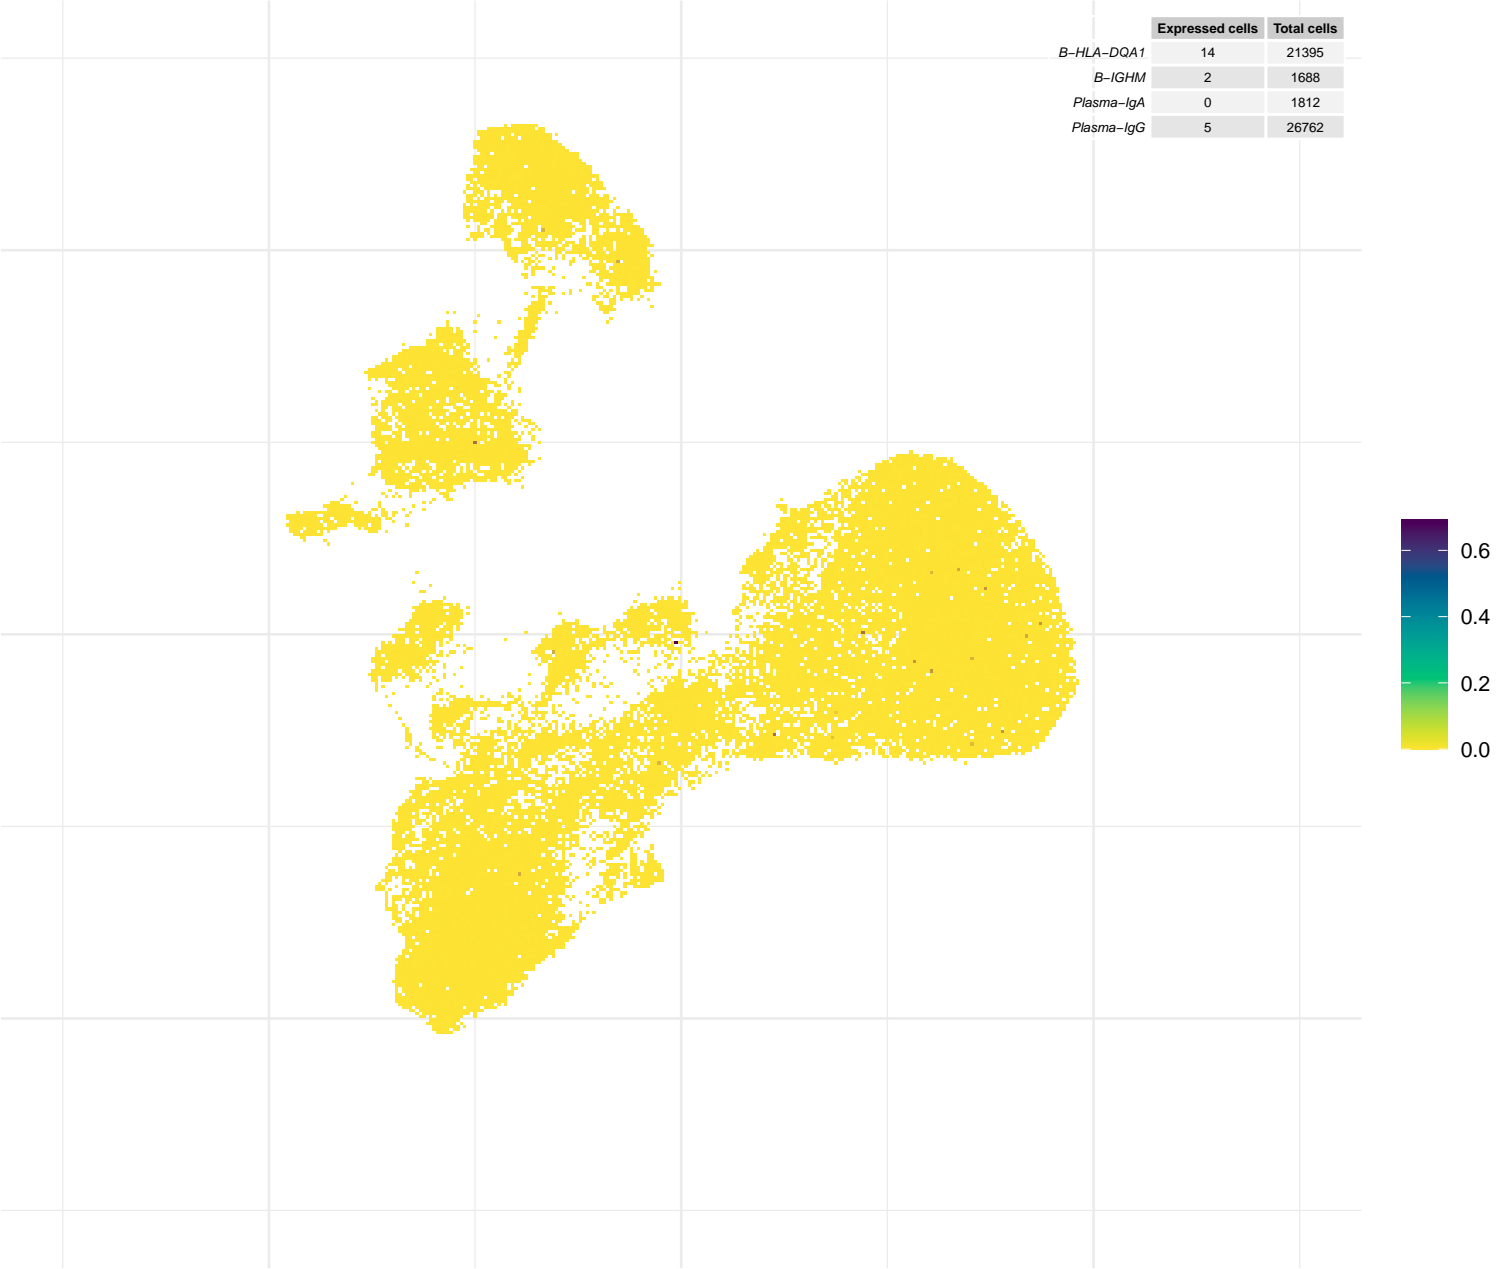 Expressed cells Total cells
B−HLA−DQA1 14 21395
B−IGHM 2 1688
Plasma−IgA 0 1812
Plasma−IgG 5 26762
0.6
0.4
0.2
0.0